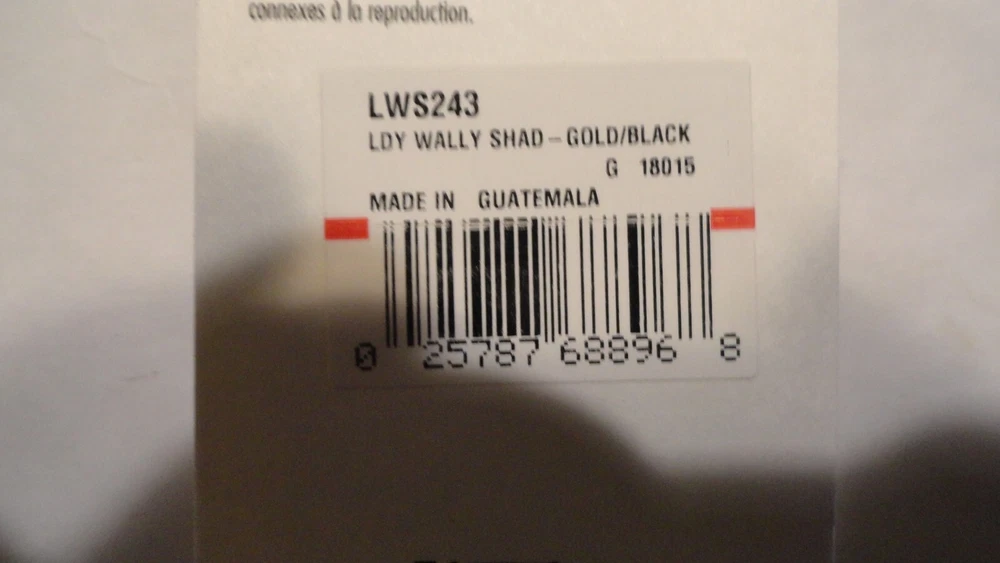 connexes à la reproduction.
LWS243
LDY WALLY SHAD – GOLD/BLACK
G 18015
MADE IN GUATEMALA
0 25787 68896 8